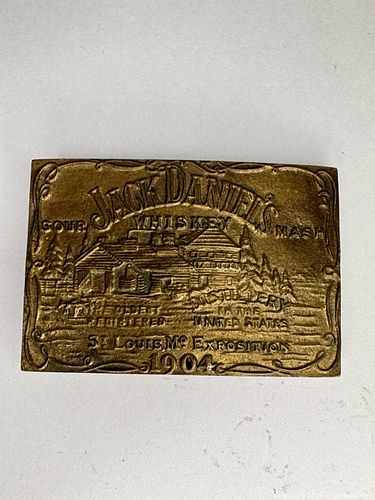 JACK DANIEL'S
SOUR WHISKEY MASH
THE OLDEST DISTILLERY
REGISTERED IN THE
UNITED STATES
ST LOUIS, MO EXPOSITION
1904